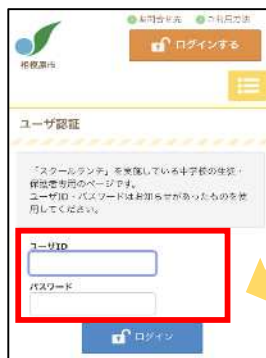 お問合せ先 ご利用方法
ログインする
相模原市
ユーザ認証
「スクールランチ」を実施している中学校の生徒・
保護者専用のページです。
ユーザID・パスワードはお知らせがあったものを使
用してください。
ユーザID
パスワード
ログイン